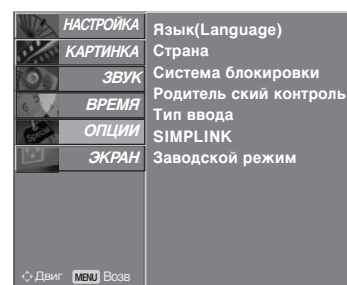 НАСТРОЙКА
КАРТИНКА
ЗВУК
ВРЕМЯ
ОПЦИИ
ЭКРАН
Язык(Language)
Страна
Система блокировки
Родитель ский контроль
Тип ввода
SIMPLINK
Заводской режим
Двиг MENU Возв